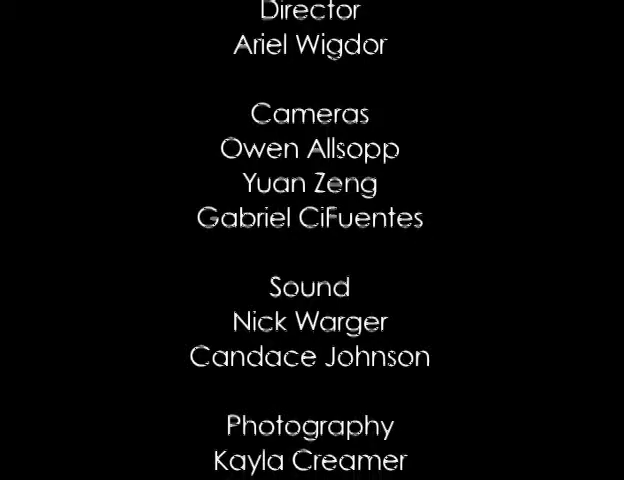 Director
Ariel Wigdor
Cameras
Owen Allsopp
Yuan Zeng
Gabriel CiFuentes
Sound
Nick Warger
Candace Johnson
Photography
Kayla Creamer